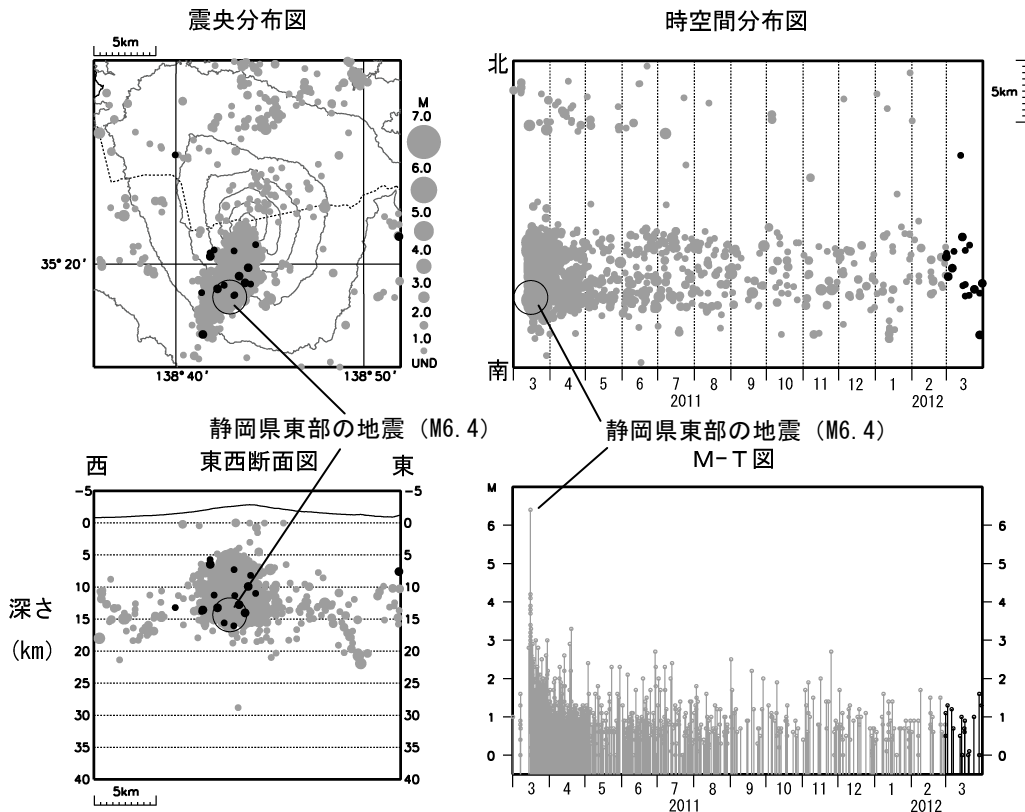 震央分布図
5km
M
7.0
6.0
5.0
4.0
3.0
2.0
1.0
UND
35°20′
138°40′
138°50′
時空間分布図
北
南
5km
3 4 5 6 7 8 9 10 11 12 1 2 3
2011 2012
静岡県東部の地震 (M6.4)
静岡県東部の地震 (M6.4)
東西断面図
西
東
-5 -5
0 0
5 5
10 10
15 15
20 20
25 25
30 30
35 35
40 40
深さ
(km)
5km
M-T図
M
6 6
5 5
4 4
3 3
2 2
1 1
0 0
3 4 5 6 7 8 9 10 11 12 1 2 3
2011 2012